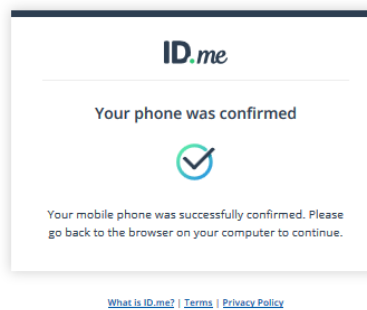 ID.me
Your phone was confirmed
Your mobile phone was successfully confirmed. Please
go back to the browser on your computer to continue.
What is ID.me? | Terms | Privacy Policy